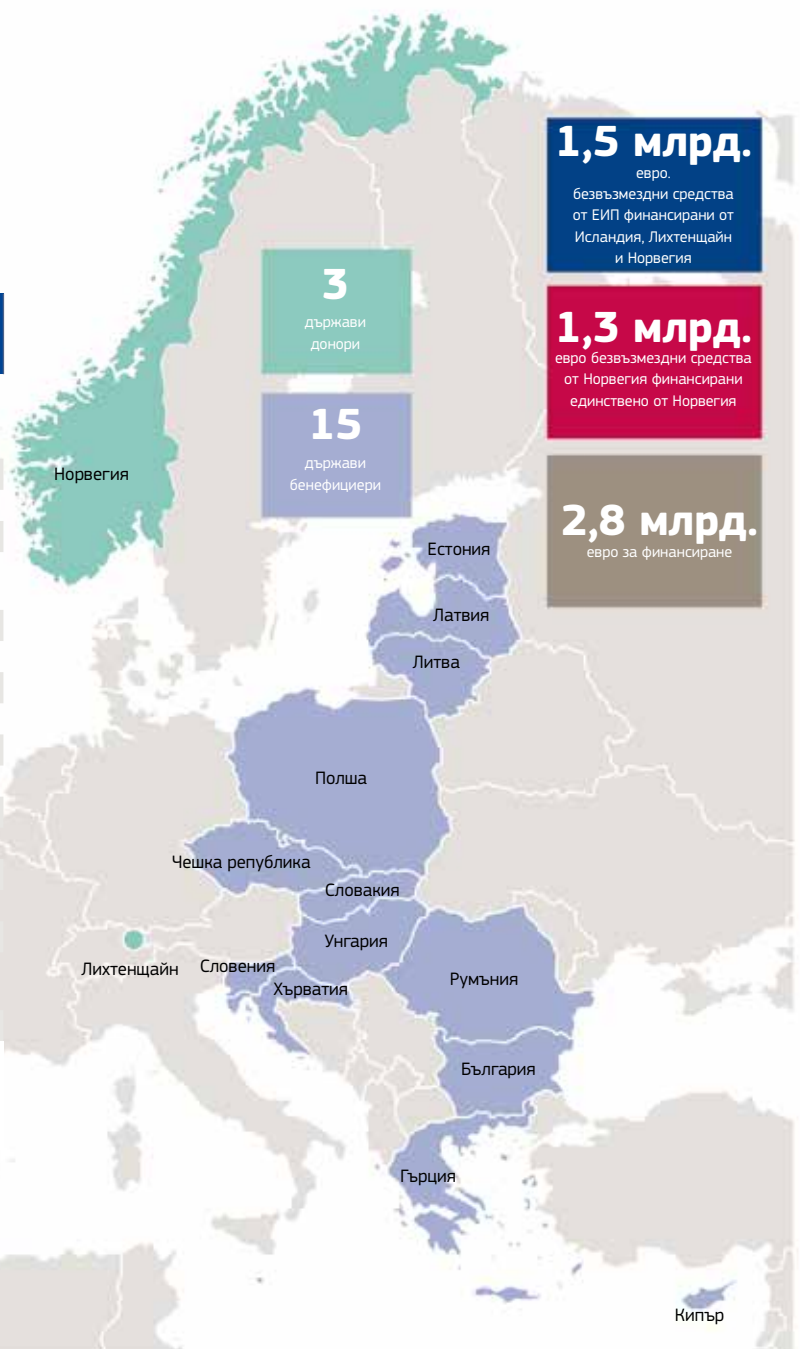 1,5 млрд.
евро.
безвъзмездни средства
от ЕИП финансирани от
Исландия, Лихтенщайн
и Норвегия
3
държави
донори
1,3 млрд.
евро безвъзмездни средства
от Норвегия финансирани
единствено от Норвегия
15
държави
бенефициери
2,8 млрд.
евро за финансиране
Норвегия
Естония
Латвия
Литва
Полша
Чешка република
Словакия
Унгария
Лихтенщайн
Словения
Хърватия
Румъния
България
Гърция
Кипър